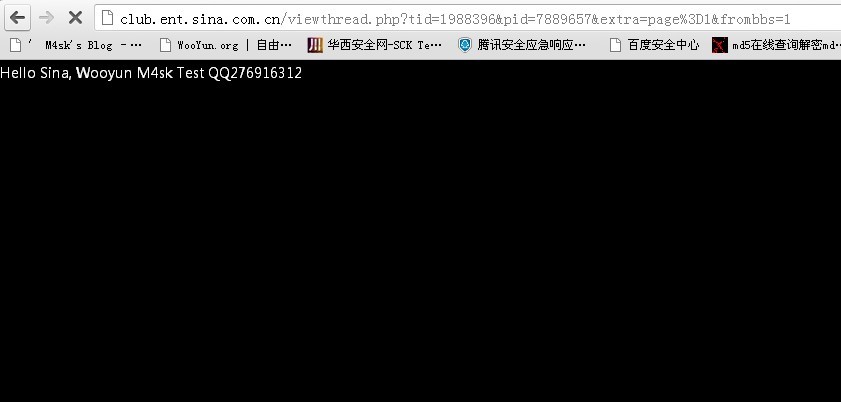 club.ent.sina.com.cn/viewthread.php?tid=1988396&pid=7889657&extra=page%3D1&frombbs=1
' M4sk's Blog - ... WooYun.org | 自由... 华西安全网-SCK Te... 腾讯安全应急响应... 百度安全中心 md5在线查询解密md...
Hello Sina, Wooyun M4sk Test QQ276916312